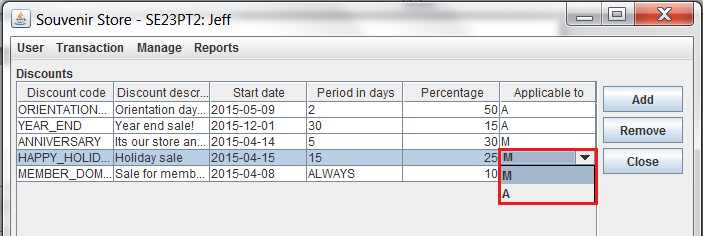 Souvenir Store - SE23PT2: Jeff
User Transaction Manage Reports
Discounts
Discount code Discount descr... Start date Period in days Percentage Applicable to
ORIENTATION... Orientation day... 2015-05-09 2 50 A
YEAR_END Year end sale! 2015-12-01 30 15 A
ANNIVERSARY Its our store an... 2015-04-14 5 30 M
HAPPY_HOLID... Holiday sale 2015-04-15 15 25 M
MEMBER_DOM... Sale for memb... 2015-04-08 ALWAYS 10
M
A
Add
Remove
Close